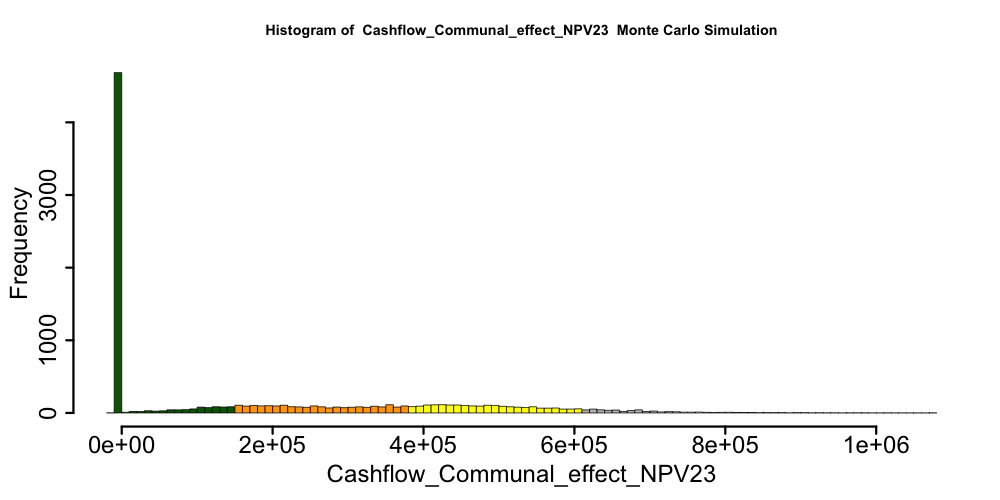 Histogram of  Cashflow_Communal_effect_NPV23  Monte Carlo Simulation
Frequency
3000
1000
0
0e+00 2e+05 4e+05 6e+05 8e+05 1e+06
Cashflow_Communal_effect_NPV23